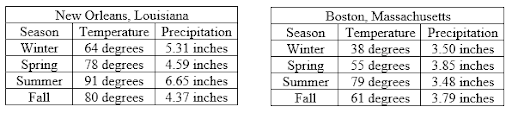 New Orleans, Louisiana
Season Temperature Precipitation
Winter 64 degrees 5.31 inches
Spring 78 degrees 4.59 inches
Summer 91 degrees 6.65 inches
Fall 80 degrees 4.37 inches
Boston, Massachusetts
Season Temperature Precipitation
Winter 38 degrees 3.50 inches
Spring 55 degrees 3.85 inches
Summer 79 degrees 3.48 inches
Fall 61 degrees 3.79 inches